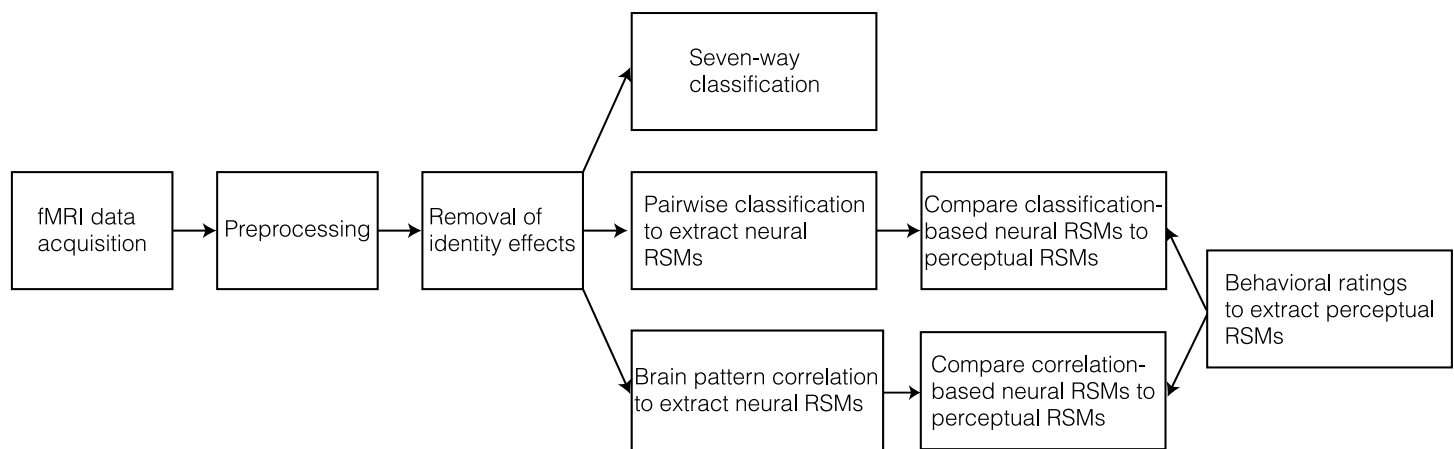 Seven-way
classification
fMRI data
acquisition
Preprocessing
Removal of
identity effects
Pairwise classification
to extract neural
RSMs
Compare classification-
based neural RSMs to
perceptual RSMs
Behavioral ratings
to extract perceptual
RSMs
Brain pattern correlation
to extract neural RSMs
Compare correlation-
based neural RSMs to
perceptual RSMs